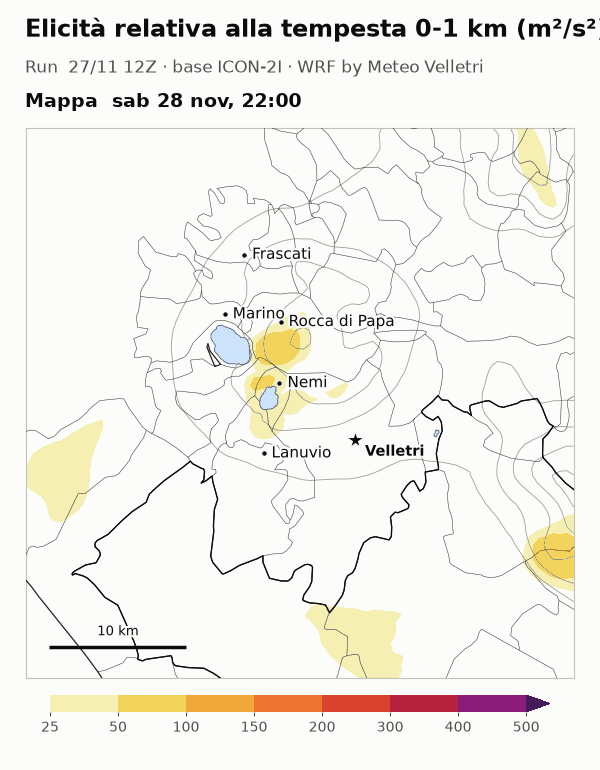 Elicità relativa alla tempesta 0-1 km (m²/s²)
Run  27/11 12Z · base ICON-2I · WRF by Meteo Velletri
Mappa  sab 28 nov, 22:00
Frascati
Marino
Rocca di Papa
Nemi
Velletri
Lanuvio
10 km
25 50 100 150 200 300 400 500